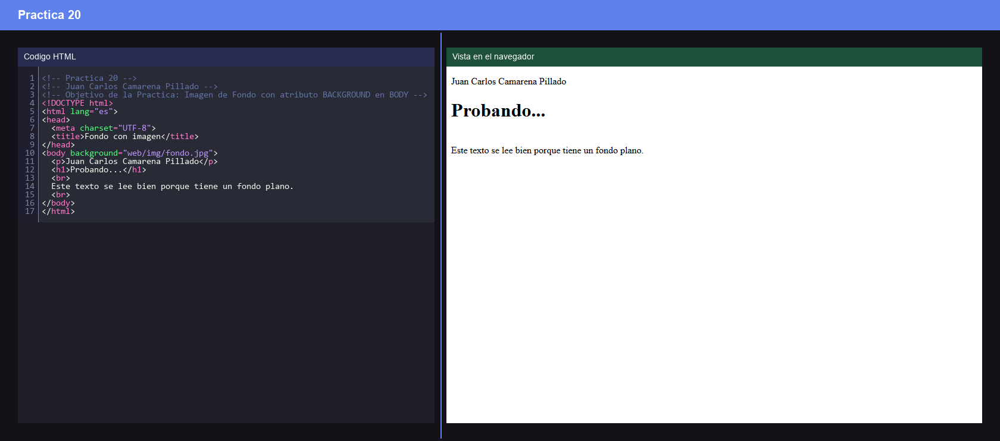 Practica 20
Codigo HTML
1 <!-- Practica 20 -->
2 <!-- Juan Carlos Camarena Pillado -->
3 <!-- Objetivo de la Practica: Imagen de Fondo con atributo BACKGROUND en BODY -->
4 <!DOCTYPE html>
5 <html lang="es">
6 <head>
7   <meta charset="UTF-8">
8   <title>Fondo con imagen</title>
9 </head>
10 <body background="web/img/fondo.jpg">
11   <p>Juan Carlos Camarena Pillado</p>
12   <h1>Probando...</h1>
13   <br>
14   Este texto se lee bien porque tiene un fondo plano.
15   <br>
16 </body>
17 </html>
Vista en el navegador
Juan Carlos Camarena Pillado
Probando...
Este texto se lee bien porque tiene un fondo plano.